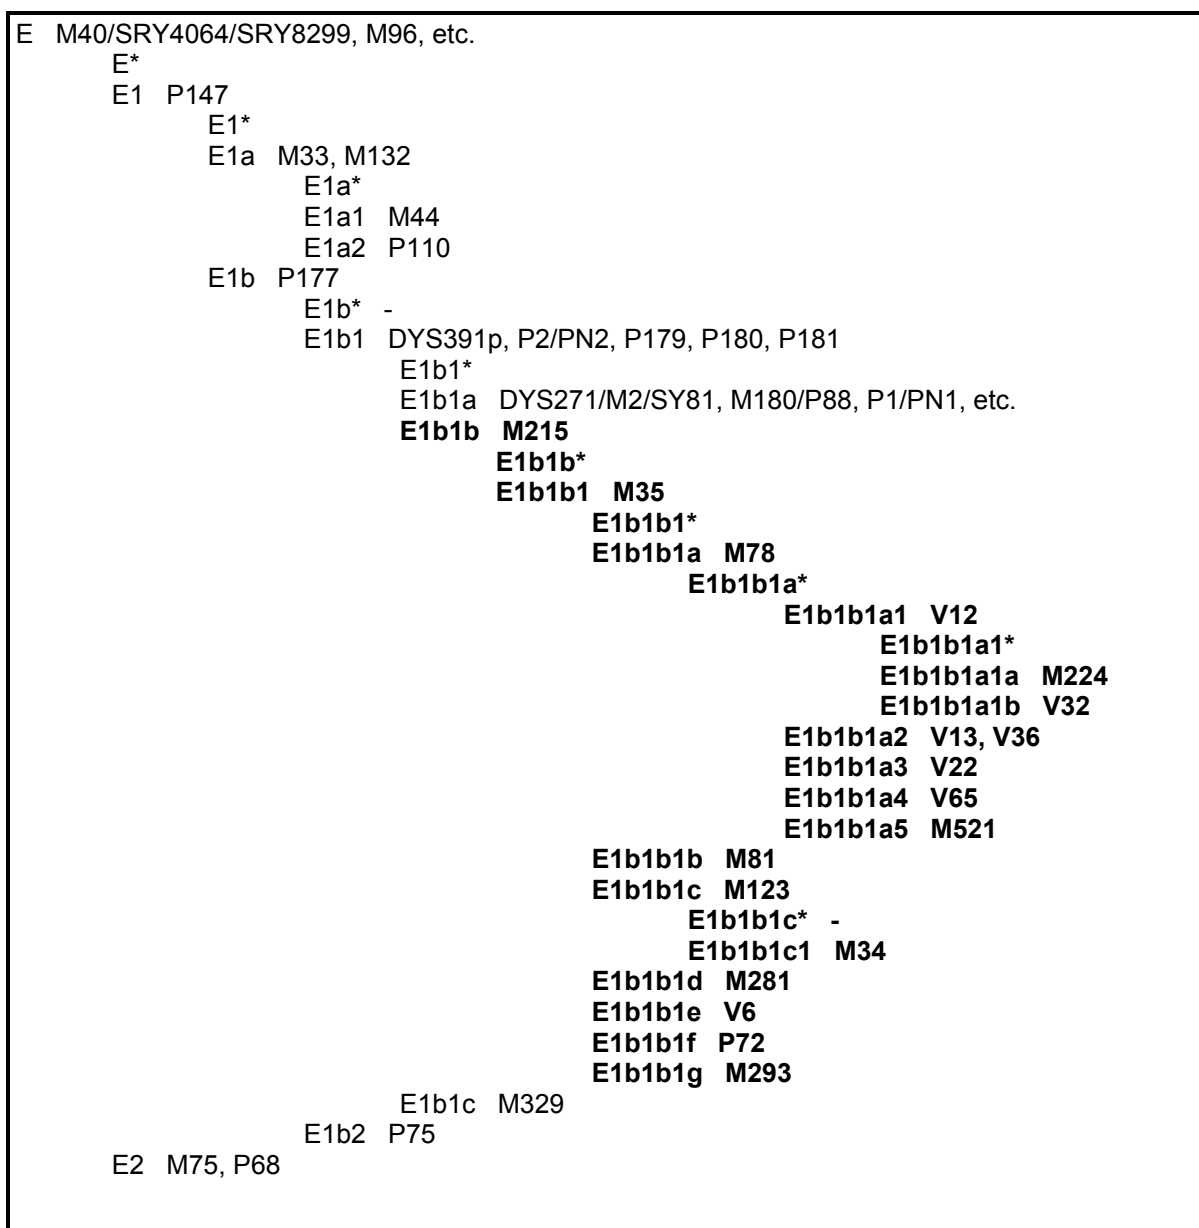 E M40/SRY4064/SRY8299, M96, etc.
E*
E1 P147
E1*
E1a M33, M132
E1a*
E1a1 M44
E1a2 P110
E1b P177
E1b* -
E1b1 DYS391p, P2/PN2, P179, P180, P181
E1b1*
E1b1a DYS271/M2/SY81, M180/P88, P1/PN1, etc.
E1b1b M215
E1b1b*
E1b1b1 M35
E1b1b1*
E1b1b1a M78
E1b1b1a*
E1b1b1a1 V12
E1b1b1a1*
E1b1b1a1a M224
E1b1b1a1b V32
E1b1b1a2 V13, V36
E1b1b1a3 V22
E1b1b1a4 V65
E1b1b1a5 M521
E1b1b1b M81
E1b1b1c M123
E1b1b1c* -
E1b1b1c1 M34
E1b1b1d M281
E1b1b1e V6
E1b1b1f P72
E1b1b1g M293
E1b1c M329
E1b2 P75
E2 M75, P68